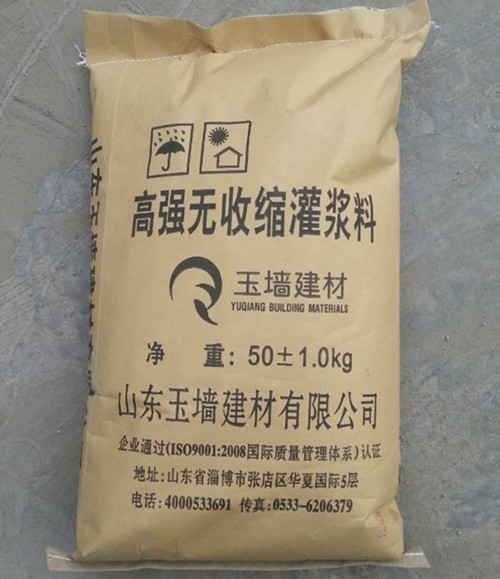 高强无收缩灌浆料
玉墙建材
YUQIANG BUILDING MATERIALS
净 重: 50±1.0kg
山东玉墙建材有限公司
企业通过(ISO9001:2008国际质量管理体系)认证
地址:山东省淄博市张店区华夏国际5层
电话:4000533691 传真:0533-6206379